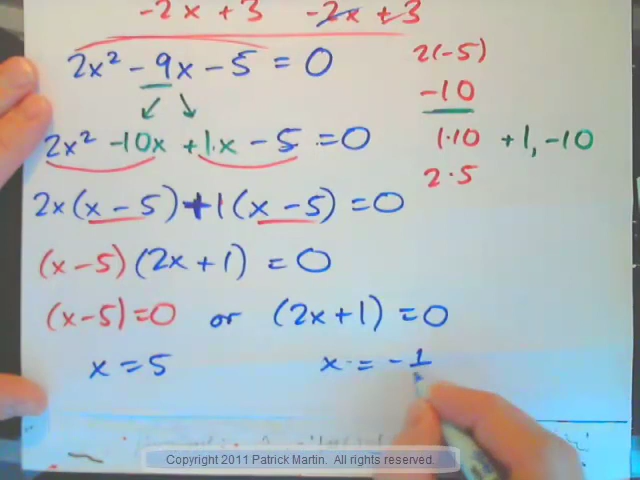 -2x + 3   -2x + 3
2x² - 9x - 5 = 0   2(-5)
-10
2x² -10x + 1·x - 5 = 0   1·10 + 1, -10
2·5
2x(x - 5) + 1(x - 5) = 0
(x - 5)(2x + 1) = 0
(x - 5) = 0 or (2x + 1) = 0
x = 5   x = - 1
Copyright 2011 Patrick Martin. All rights reserved.